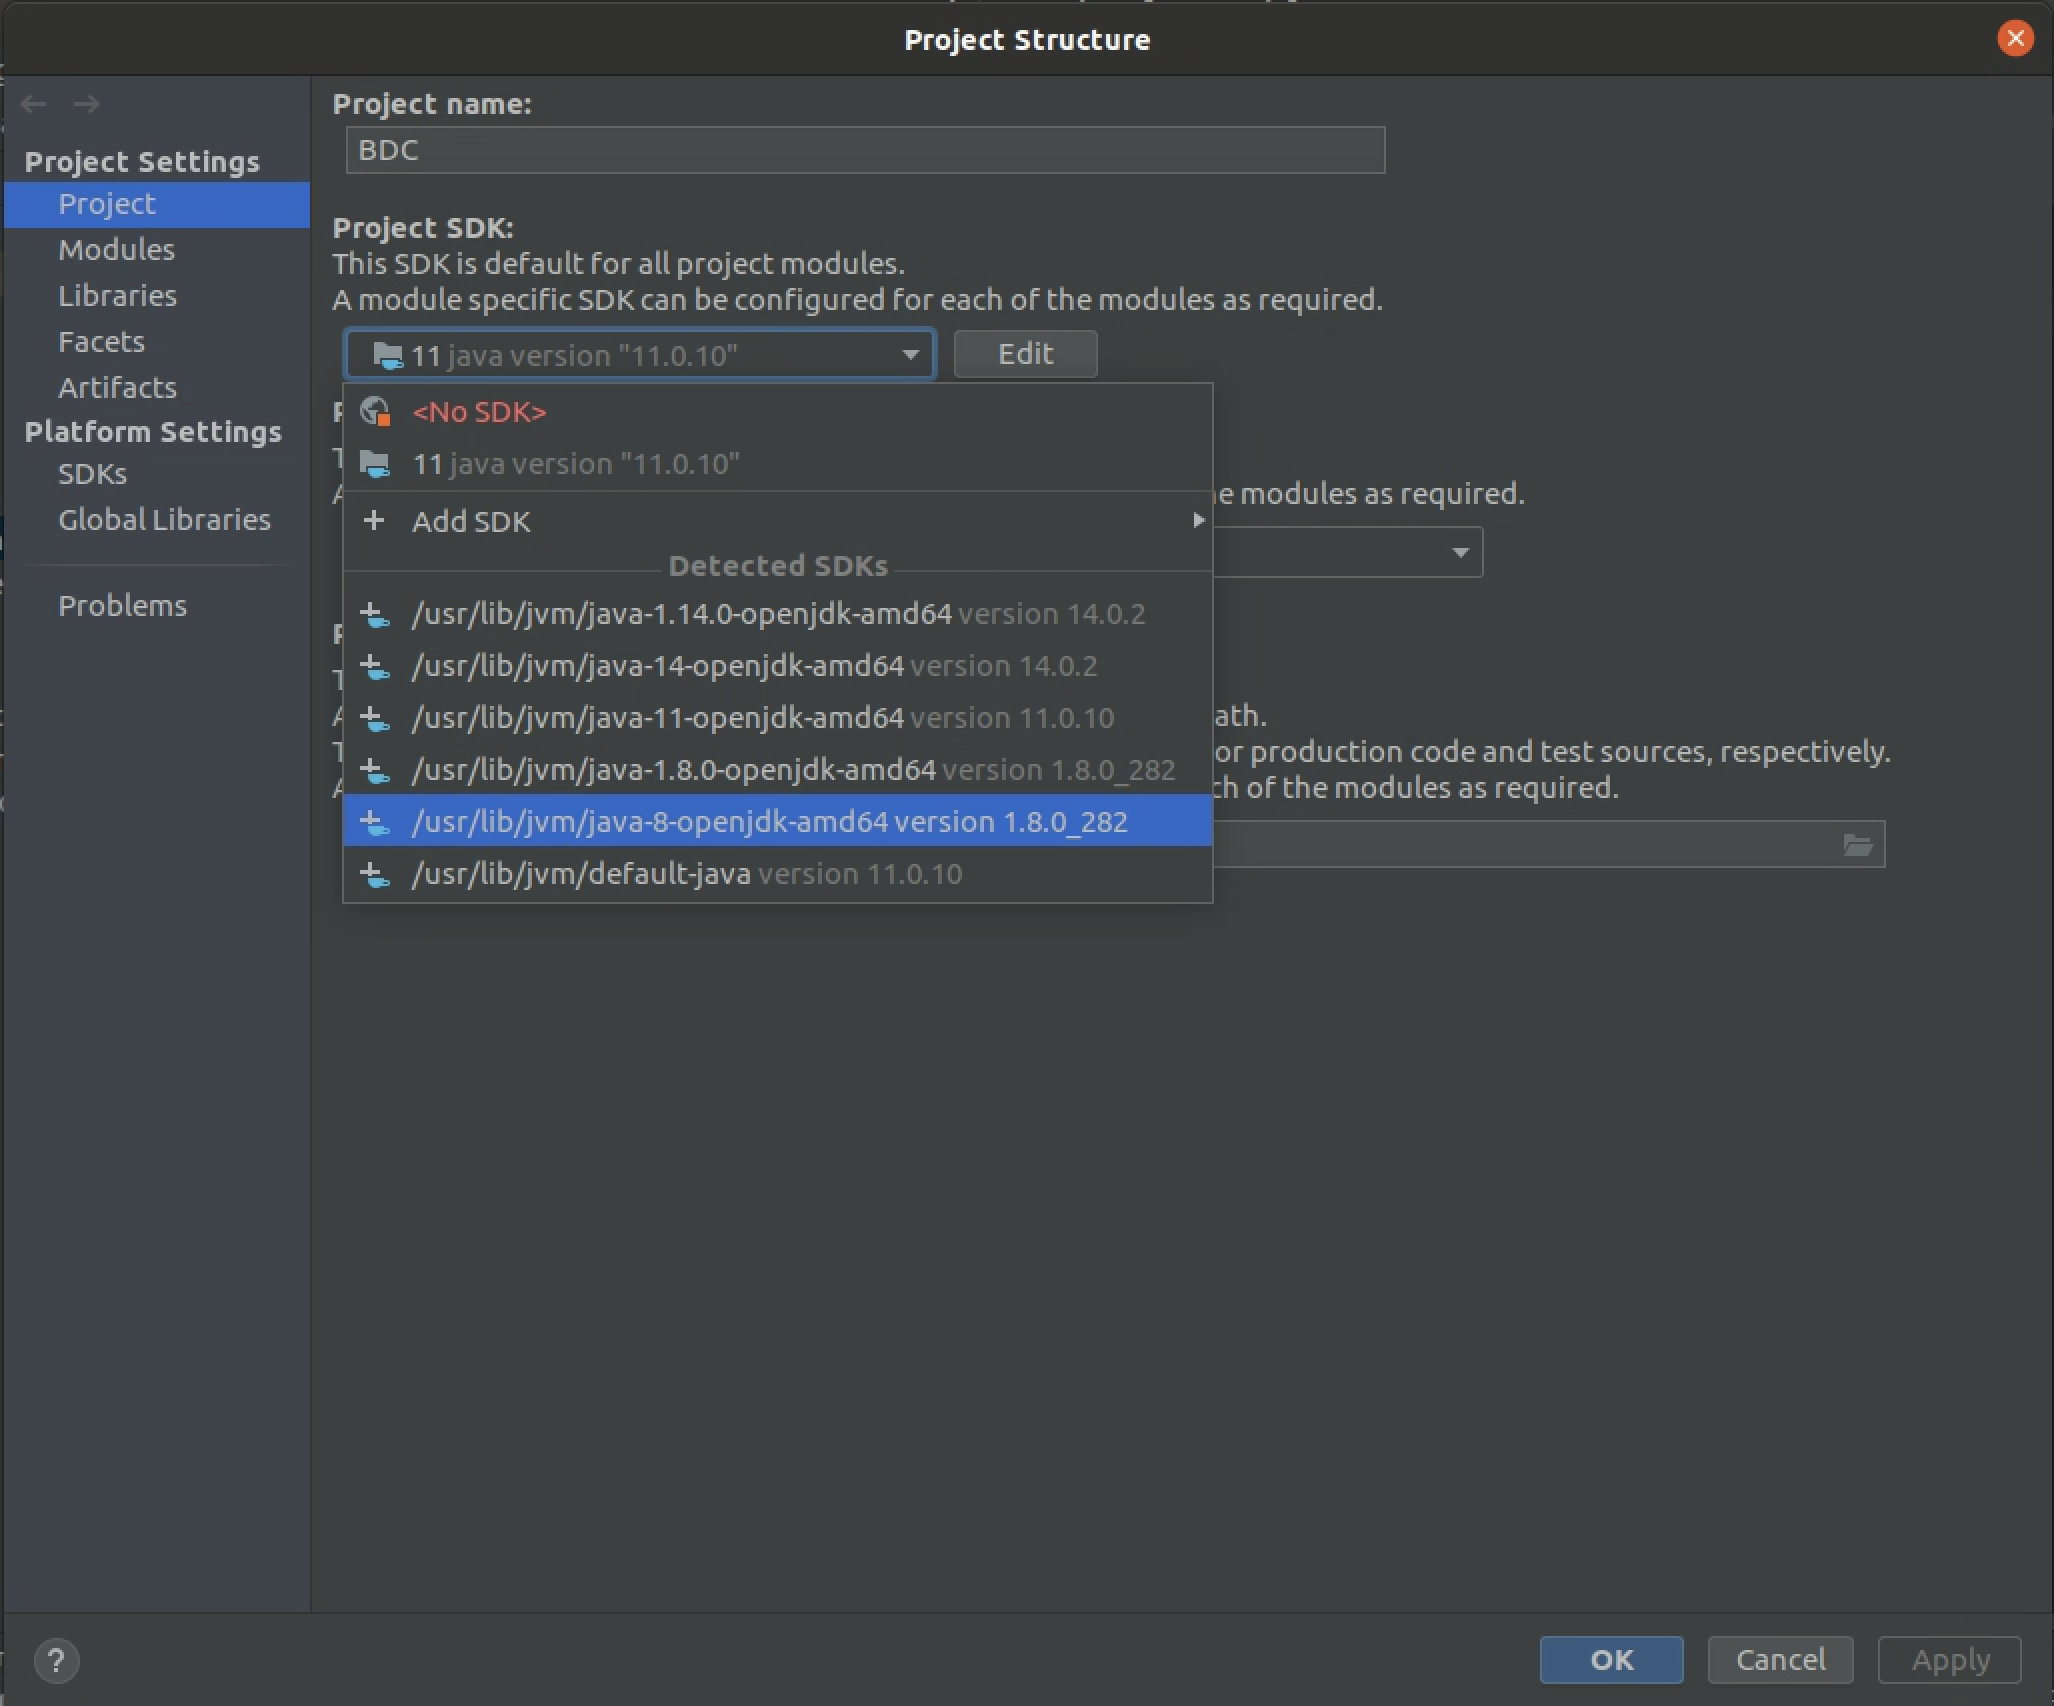 Project Structure
Project name:
BDC
Project Settings
Project
Modules
Libraries
Facets
Artifacts
Platform Settings
SDKs
Global Libraries
Problems
Project SDK:
This SDK is default for all project modules.
A module specific SDK can be configured for each of the modules as required.
11 java version "11.0.10"
Edit
<No SDK>
11 java version "11.0.10"
modules as required.
Add SDK
Detected SDKs
/usr/lib/jvm/java-1.14.0-openjdk-amd64 version 14.0.2
/usr/lib/jvm/java-14-openjdk-amd64 version 14.0.2
/usr/lib/jvm/java-11-openjdk-amd64 version 11.0.10
/usr/lib/jvm/java-1.8.0-openjdk-amd64 version 1.8.0_282
or production code and test sources, respectively.
of the modules as required.
/usr/lib/jvm/java-8-openjdk-amd64 version 1.8.0_282
/usr/lib/jvm/default-java version 11.0.10
?
OK
Cancel
Apply